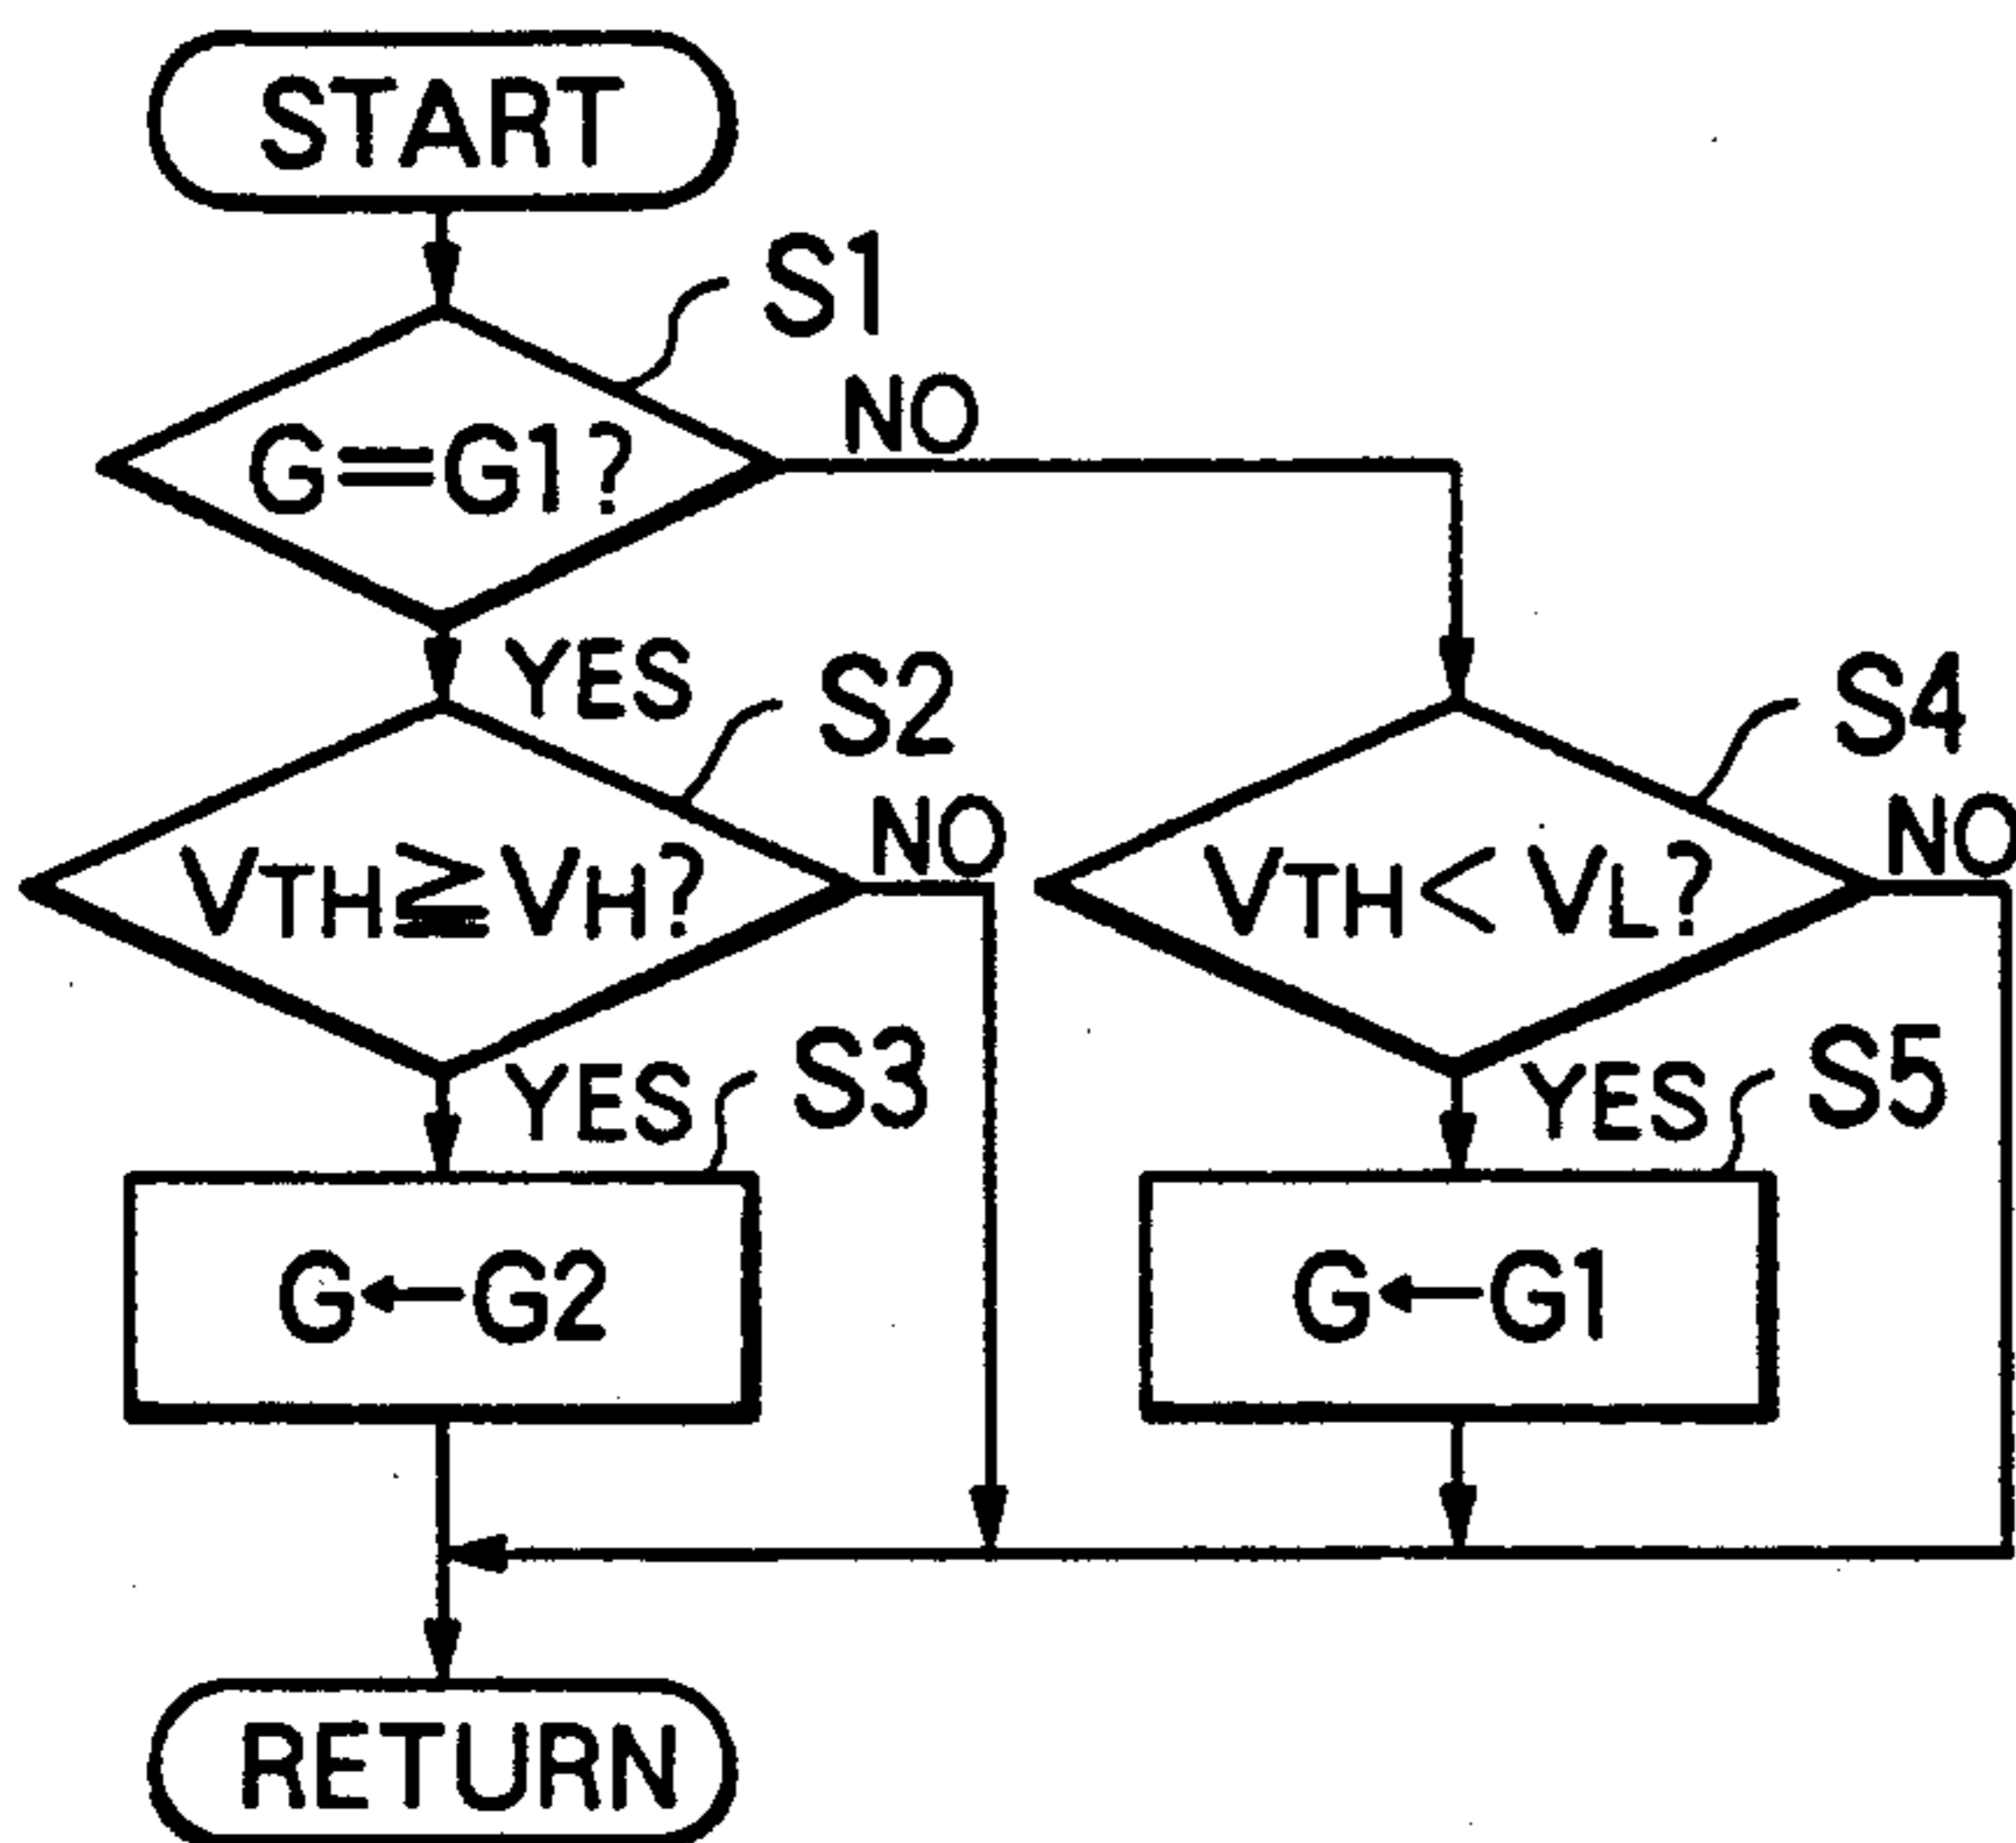 START
S1
NO
G=G1?
YES
S2
S4
NO
NO
VTH≧VH?
VTH<VL?
YES
S3
YES
S5
G←G2
G←G1
RETURN